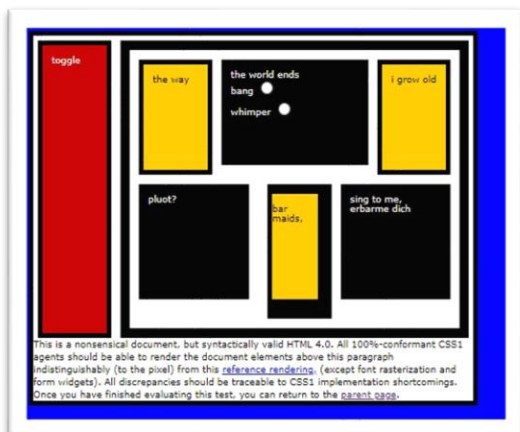 toggle
the way
the world ends
bang
whimper
i grow old
pluot?
bar
maids,
sing to me,
erbarme dich
This is a nonsensical document, but syntactically valid HTML 4.0. All 100%-conformant CSS1
agents should be able to render the document elements above this paragraph
indistinguishably (to the pixel) from this reference rendering, (except font rasterization and
form widgets). All discrepancies should be traceable to CSS1 implementation shortcomings.
Once you have finished evaluating this test, you can return to the parent page.